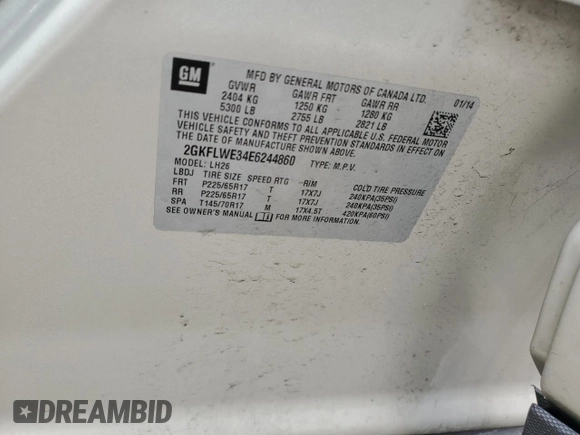 GM
MFD BY GENERAL MOTORS OF CANADA LTD.
GVWR GAWR FRT GAWR RR 01/14
2404 KG 1250 KG 1280 KG
5300 LB 2755 LB 2821 LB
THIS VEHICLE CONFORMS TO ALL APPLICABLE U.S. FEDERAL MOTOR
VEHICLE SAFETY AND THEFT PREVENTION STANDARDS IN EFFECT ON
THE DATE OF MANUFACTURE SHOWN ABOVE.
2GKFLWE34E6244860 TYPE: M.P.V.
MODEL: LH26
LBDJ TIRE SIZE SPEED RTG RIM COLD TIRE PRESSURE
FRT P225/65R17 T 17X7J 240KPA(35PSI)
RR P225/65R17 T 17X7J 240KPA(35PSI)
SPA T145/70R17 M 17X4.5T 420KPA(60PSI)
SEE OWNER'S MANUAL FOR MORE INFORMATION.
DREAMBID